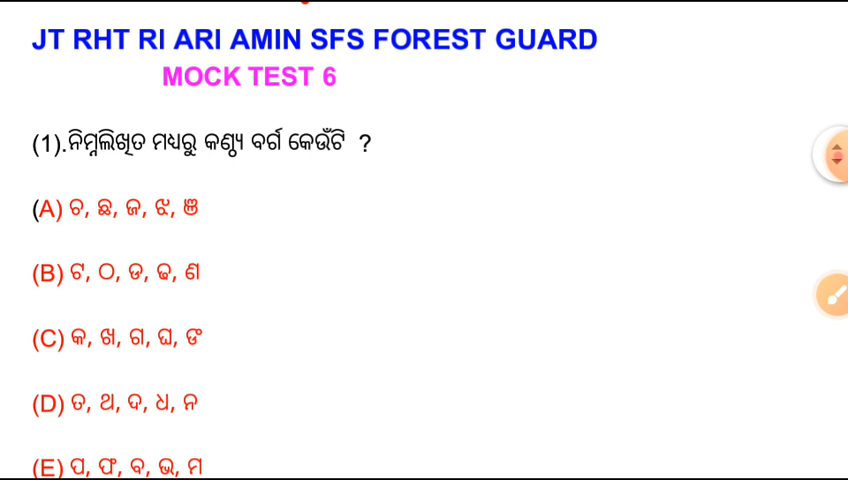 JT RHT RI ARI AMIN SFS FOREST GUARD
MOCK TEST 6
(1).ନିମ୍ନଲିଖିତ ମଧ୍ୟରୁ କଣ୍ଠ୍ୟ ବର୍ଗ କେଉଁଟି ?
(A) ଚ, ଛ, ଜ, ଝ, ଞ
(B) ଟ, ଠ, ଡ, ଢ, ଣ
(C) କ, ଖ, ଗ, ଘ, ଙ
(D) ତ, ଥ, ଦ, ଧ, ନ
(E) ପ, ଫ, ବ, ଭ, ମ